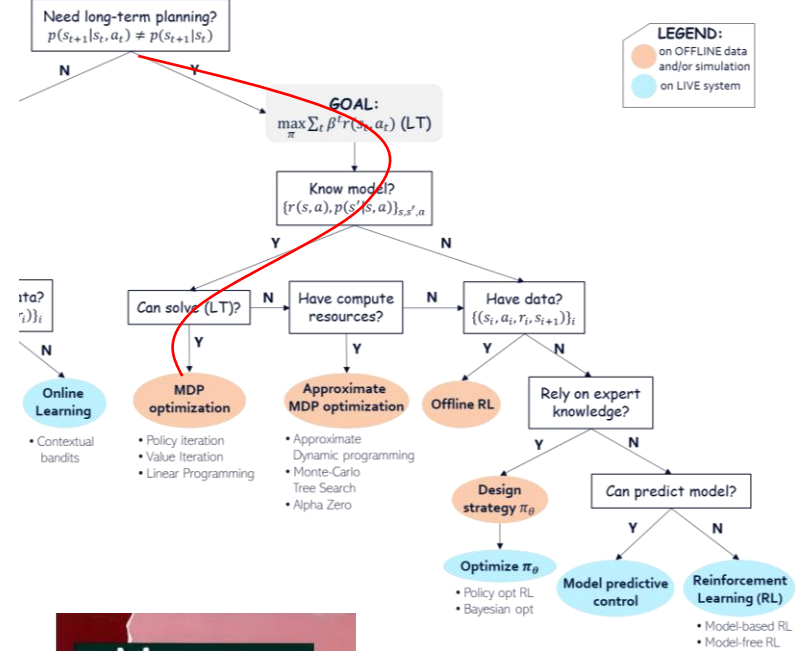 Need long-term planning?
p(s_{t+1}|s_t, a_t) ≠ p(s_{t+1}|s_t)
LEGEND:
on OFFLINE data
and/or simulation
on LIVE system
N
Y
GOAL:
max_π Σ_t β^t r(s_t, a_t) (LT)
Know model?
{r(s, a), p(s'|s, a)}_{s,s',a}
Y
N
ata?
r_i)}_i
Can solve (LT)?
N
Have compute
resources?
N
Have data?
{(s_i, a_i, r_i, s_{i+1})}_i
N
Y
Y
Y
N
Online
Learning
• Contextual
bandits
MDP
optimization
• Policy iteration
• Value Iteration
• Linear Programming
Approximate
MDP optimization
• Approximate
Dynamic programming
• Monte-Carlo
Tree Search
• Alpha Zero
Offline RL
Rely on expert
knowledge?
Y
N
Design
strategy π_θ
Can predict model?
Y
N
Optimize π_θ
• Policy opt RL
• Bayesian opt
Model predictive
control
Reinforcement
Learning (RL)
• Model-based RL
• Model-free RL